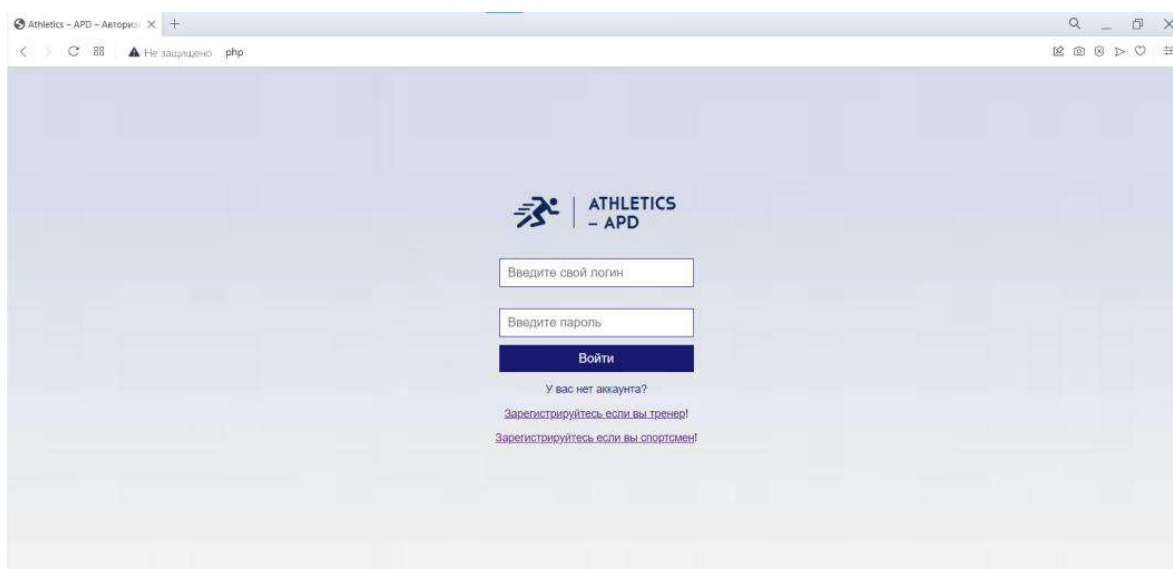 Athletics – APD – Авториз
Не защищено php
ATHLETICS
– APD
Введите свой логин
Введите пароль
Войти
У вас нет аккаунта?
Зарегистрируйтесь если вы тренер!
Зарегистрируйтесь если вы спортсмен!